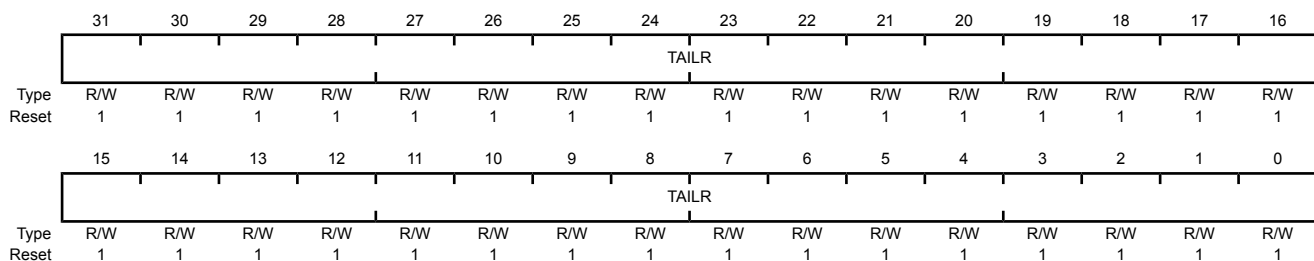 31 30 29 28 27 26 25 24 23 22 21 20 19 18 17 16
TAILR
Type R/W R/W R/W R/W R/W R/W R/W R/W R/W R/W R/W R/W R/W R/W R/W R/W
Reset 1 1 1 1 1 1 1 1 1 1 1 1 1 1 1 1
15 14 13 12 11 10 9 8 7 6 5 4 3 2 1 0
TAILR
Type R/W R/W R/W R/W R/W R/W R/W R/W R/W R/W R/W R/W R/W R/W R/W R/W
Reset 1 1 1 1 1 1 1 1 1 1 1 1 1 1 1 1